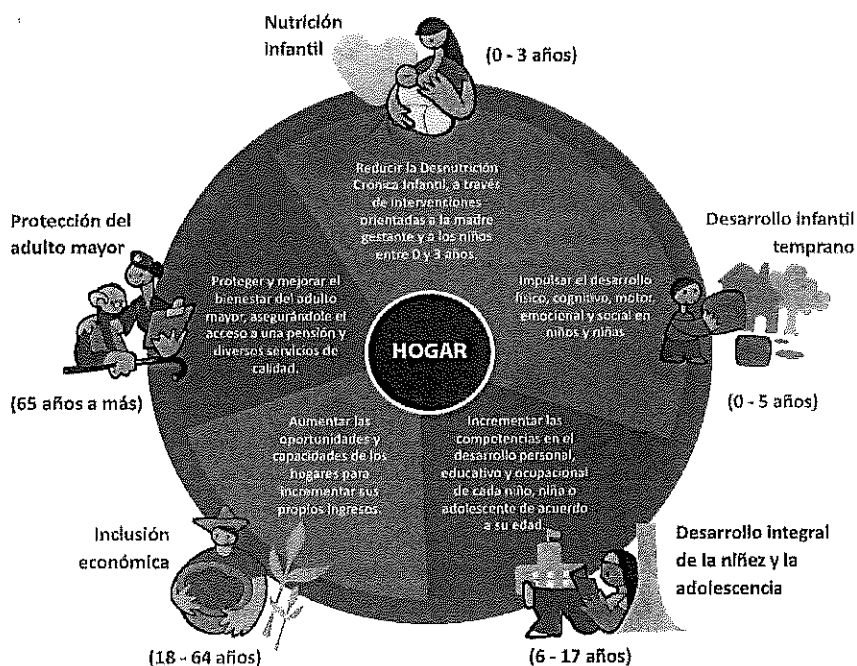 Nutrición
infantil
(0 - 3 años)
Reducir la Desnutrición
Crónica Infantil, a través
de intervenciones
orientadas a la madre
gestante y a los niños
entre 0 y 3 años.
Desarrollo infantil
temprano
Impulsar el desarrollo
físico, cognitivo, motor,
emocional y social en
niños y niñas
(0 - 5 años)
Incrementar las
competencias en el
desarrollo personal,
educativo y ocupacional
de cada niño, niña o
adolescente de acuerdo
a su edad.
Desarrollo integral
de la niñez y la
adolescencia
(6 - 17 años)
Aumentar las
oportunidades y
capacidades de los
hogares para
incrementar sus
propios ingresos.
Inclusión
económica
(18 - 64 años)
Protección del
adulto mayor
Proteger y mejorar el
bienestar del adulto
mayor, asegurándole el
acceso a una pensión y
diversos servicios de
calidad.
(65 años a más)
HOGAR